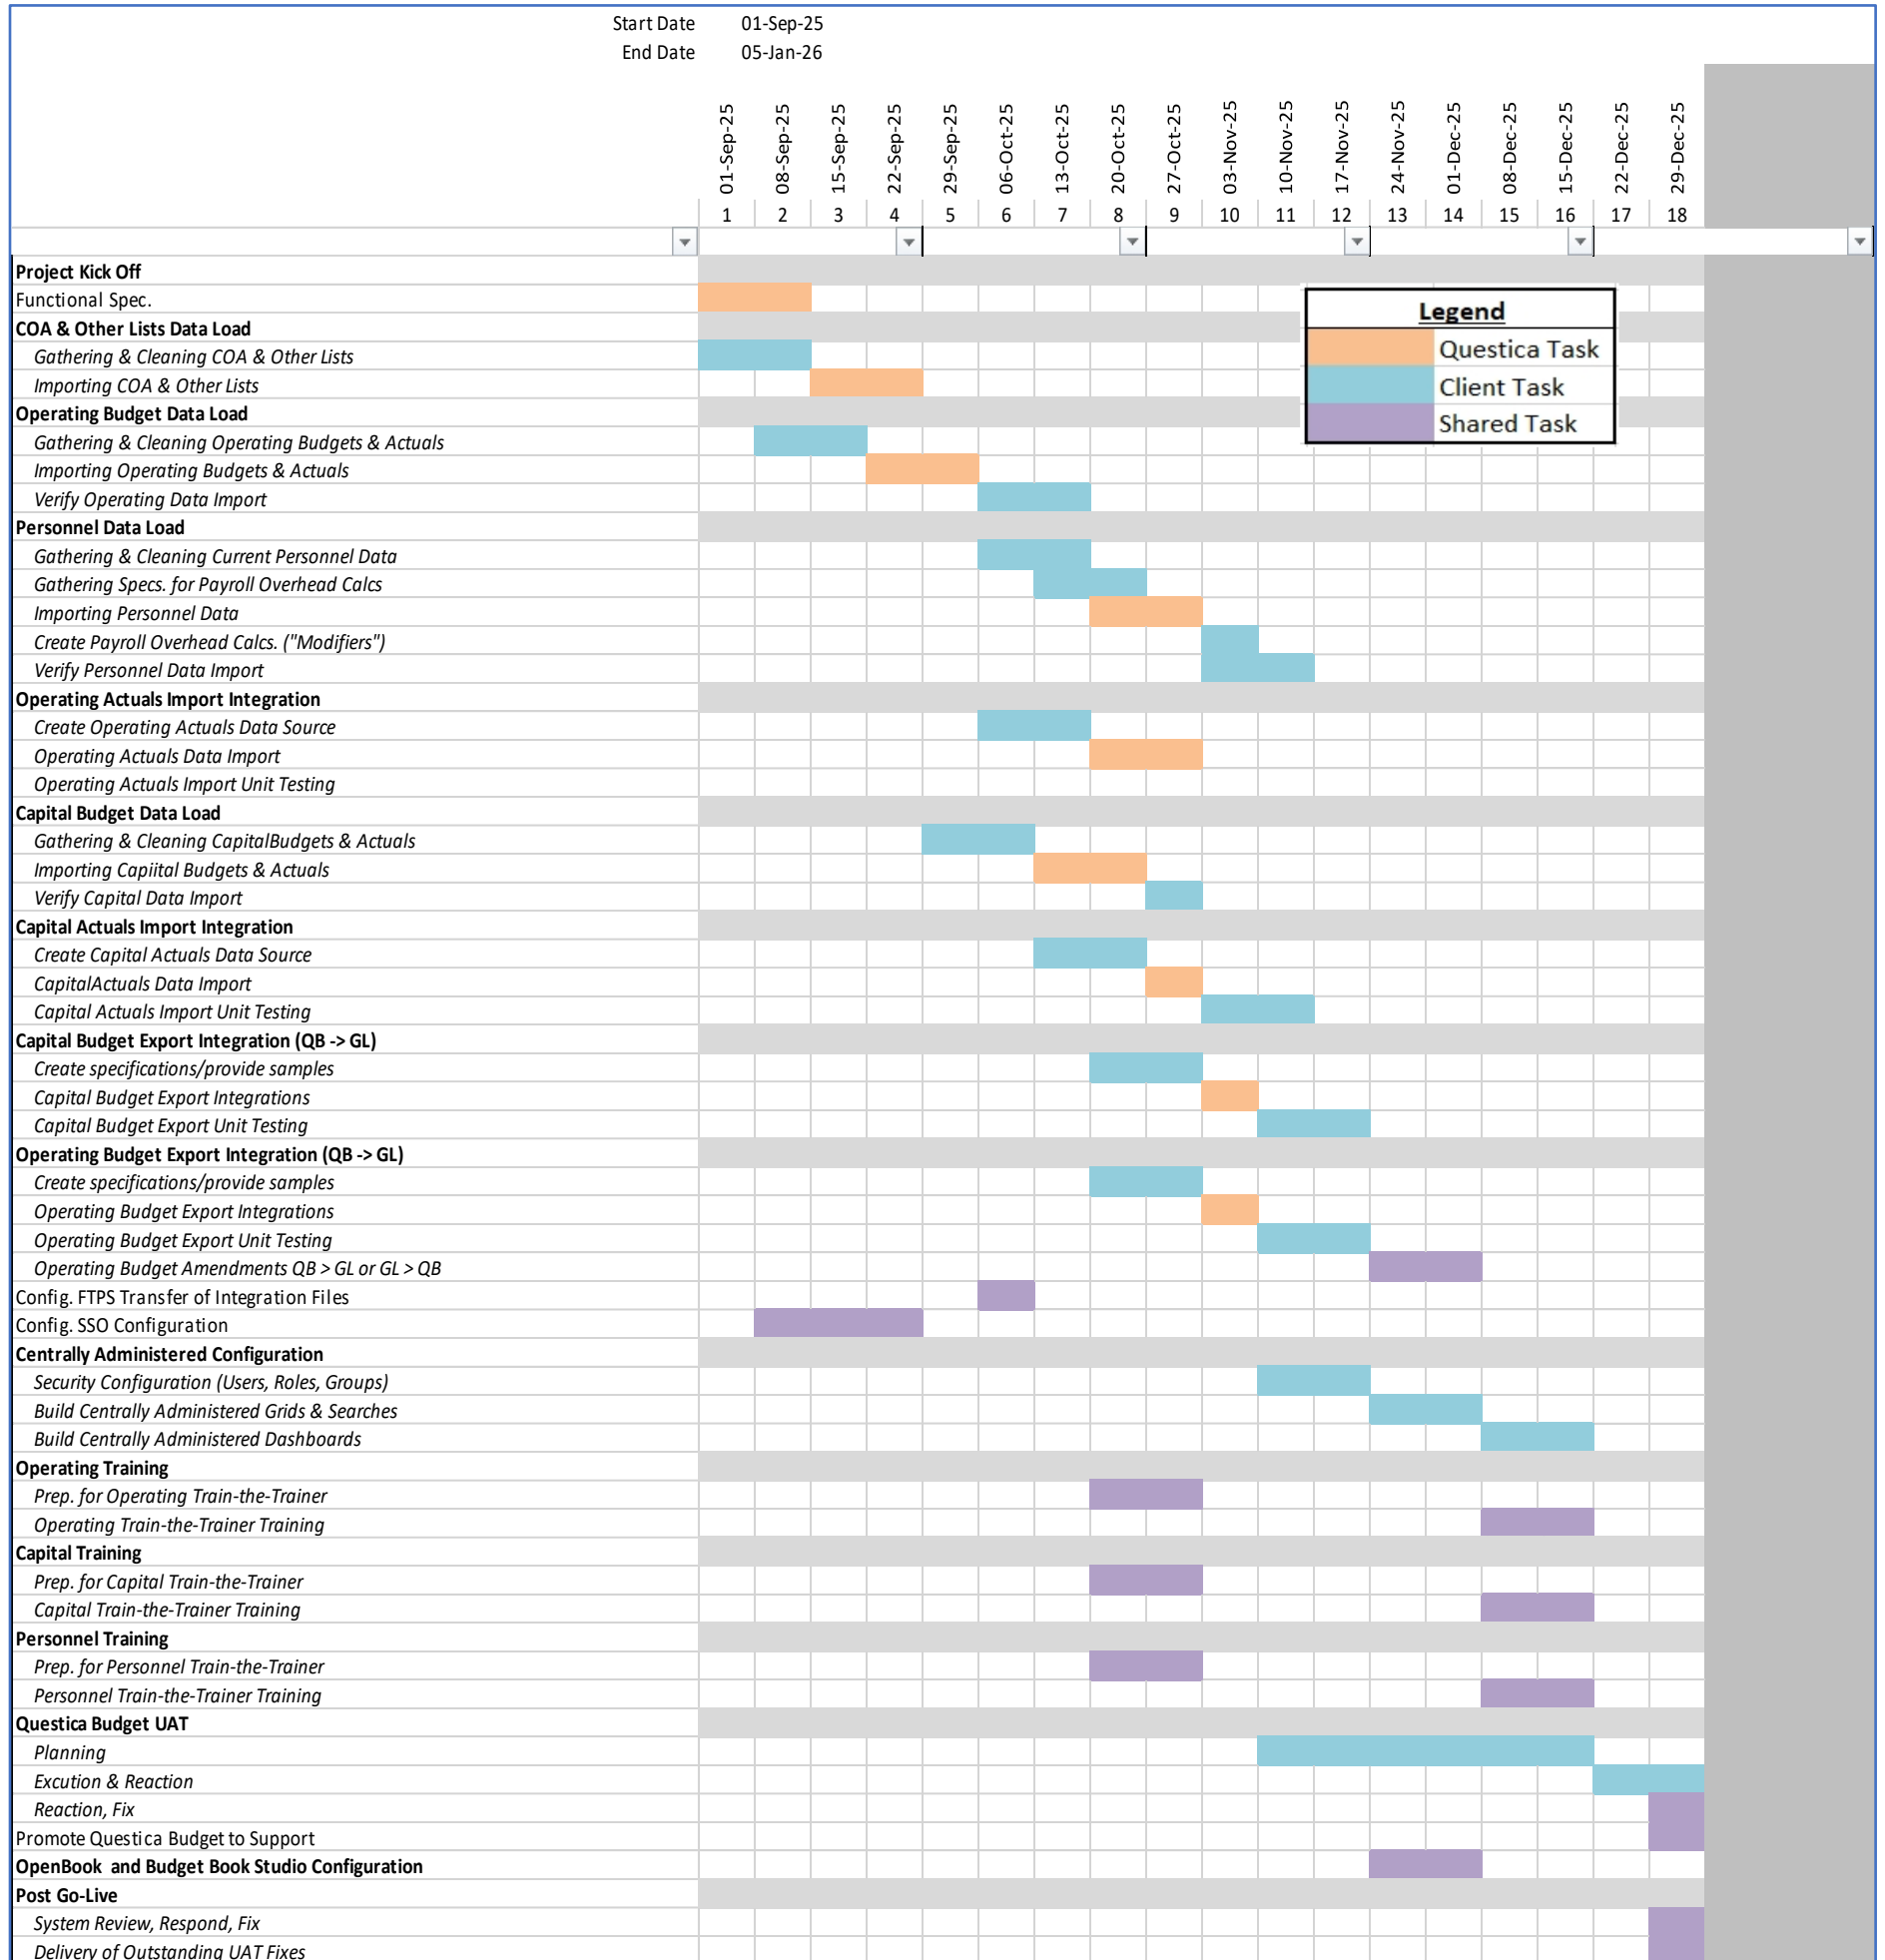 Start Date 01-Sep-25
End Date 05-Jan-26
01-Sep-25 08-Sep-25 15-Sep-25 22-Sep-25 29-Sep-25 06-Oct-25 13-Oct-25 20-Oct-25 27-Oct-25 03-Nov-25 10-Nov-25 17-Nov-25 24-Nov-25 01-Dec-25 08-Dec-25 15-Dec-25 22-Dec-25 29-Dec-25
1 2 3 4 5 6 7 8 9 10 11 12 13 14 15 16 17 18
Project Kick Off
Functional Spec.
Legend
Questica Task
Client Task
Shared Task
COA & Other Lists Data Load
Gathering & Cleaning COA & Other Lists
Importing COA & Other Lists
Operating Budget Data Load
Gathering & Cleaning Operating Budgets & Actuals
Importing Operating Budgets & Actuals
Verify Operating Data Import
Personnel Data Load
Gathering & Cleaning Current Personnel Data
Gathering Specs. for Payroll Overhead Calcs
Importing Personnel Data
Create Payroll Overhead Calcs. ("Modifiers")
Verify Personnel Data Import
Operating Actuals Import Integration
Create Operating Actuals Data Source
Operating Actuals Data Import
Operating Actuals Import Unit Testing
Capital Budget Data Load
Gathering & Cleaning CapitalBudgets & Actuals
Importing Capiital Budgets & Actuals
Verify Capital Data Import
Capital Actuals Import Integration
Create Capital Actuals Data Source
CapitalActuals Data Import
Capital Actuals Import Unit Testing
Capital Budget Export Integration (QB -> GL)
Create specifications/provide samples
Capital Budget Export Integrations
Capital Budget Export Unit Testing
Operating Budget Export Integration (QB -> GL)
Create specifications/provide samples
Operating Budget Export Integrations
Operating Budget Export Unit Testing
Operating Budget Amendments QB > GL or GL > QB
Config. FTPS Transfer of Integration Files
Config. SSO Configuration
Centrally Administered Configuration
Security Configuration (Users, Roles, Groups)
Build Centrally Administered Grids & Searches
Build Centrally Administered Dashboards
Operating Training
Prep. for Operating Train-the-Trainer
Operating Train-the-Trainer Training
Capital Training
Prep. for Capital Train-the-Trainer
Capital Train-the-Trainer Training
Personnel Training
Prep. for Personnel Train-the-Trainer
Personnel Train-the-Trainer Training
Questica Budget UAT
Planning
Excution & Reaction
Reaction, Fix
Promote Questica Budget to Support
OpenBook and Budget Book Studio Configuration
Post Go-Live
System Review, Respond, Fix
Delivery of Outstanding UAT Fixes